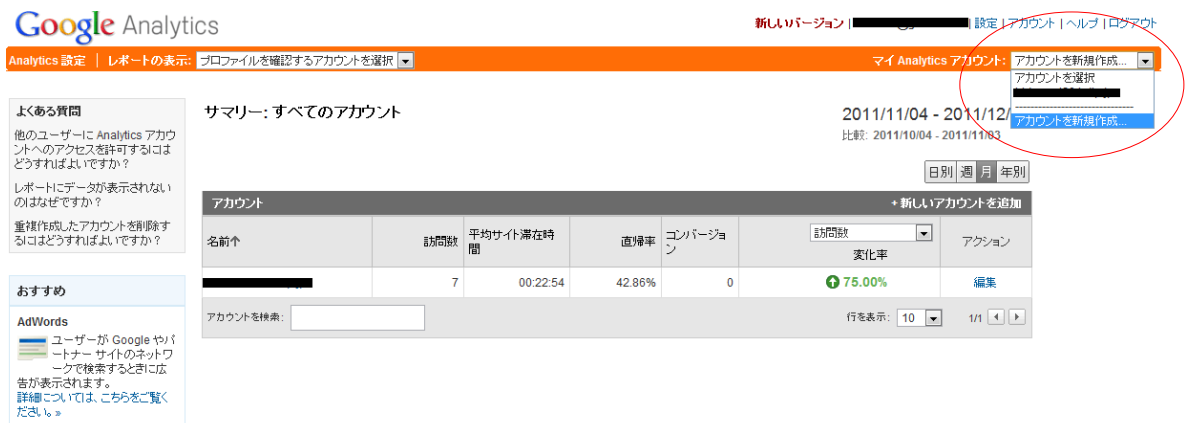 Google Analytics
新しいバージョン | | 設定 | アカウント | ヘルプ | ログアウト
Analytics 設定 | レポートの表示: プロファイルを確認するアカウントを選択
マイ Analytics アカウント: アカウントを新規作成...
アカウントを選択
アカウントを新規作成...
よくある質問
他のユーザーに Analytics アカウ
ントへのアクセスを許可するには
どうすればよいですか？
レポートにデータが表示されない
のはなぜですか？
重複作成したアカウントを削除す
るにはどうすればよいですか？
おすすめ
AdWords
ユーザーが Google やパ
ートナー サイトのネットワ
ークで検索するときに広
告が表示されます。
詳細については、こちらをご覧く
ださい。»
サマリー: すべてのアカウント
2011/11/04 - 2011/12/
比較: 2011/10/04 - 2011/11/03
日別 週 月 年別
アカウント
+新しいアカウントを追加
名前↑ 訪問数 平均サイト滞在時間 直帰率 コンバージョン 訪問数 変化率 アクション
7 00:22:54 42.86% 0 75.00% 編集
アカウントを検索:
行を表示: 10 1/1